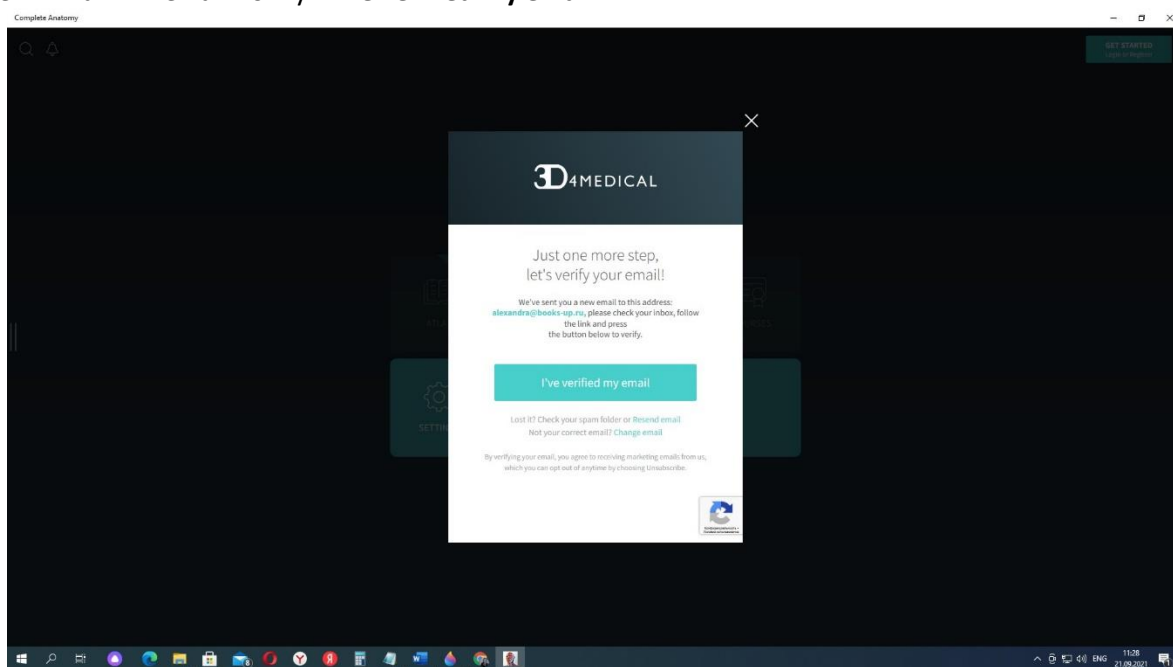 Complete Anatomy
GET STARTED
Login or Register
3D4MEDICAL
Just one more step,
let's verify your email!
We've sent you a new email to this address:
alexandra@books-up.ru, please check your inbox, follow
the link and press
the button below to verify.
I've verified my email
Lost it? Check your spam folder or Resend email
Not your correct email? Change email
By verifying your email, you agree to receiving marketing emails from us,
which you can opt out of anytime by choosing Unsubscribe.
ENG
11:28
21.09.2021